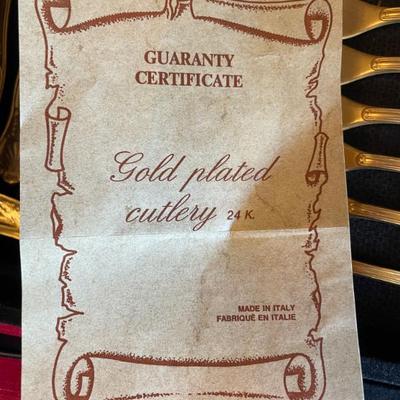 GUARANTY
CERTIFICATE
Gold plated
cutlery 24 K.
MADE IN ITALY
FABRIQUÉ EN ITALIE